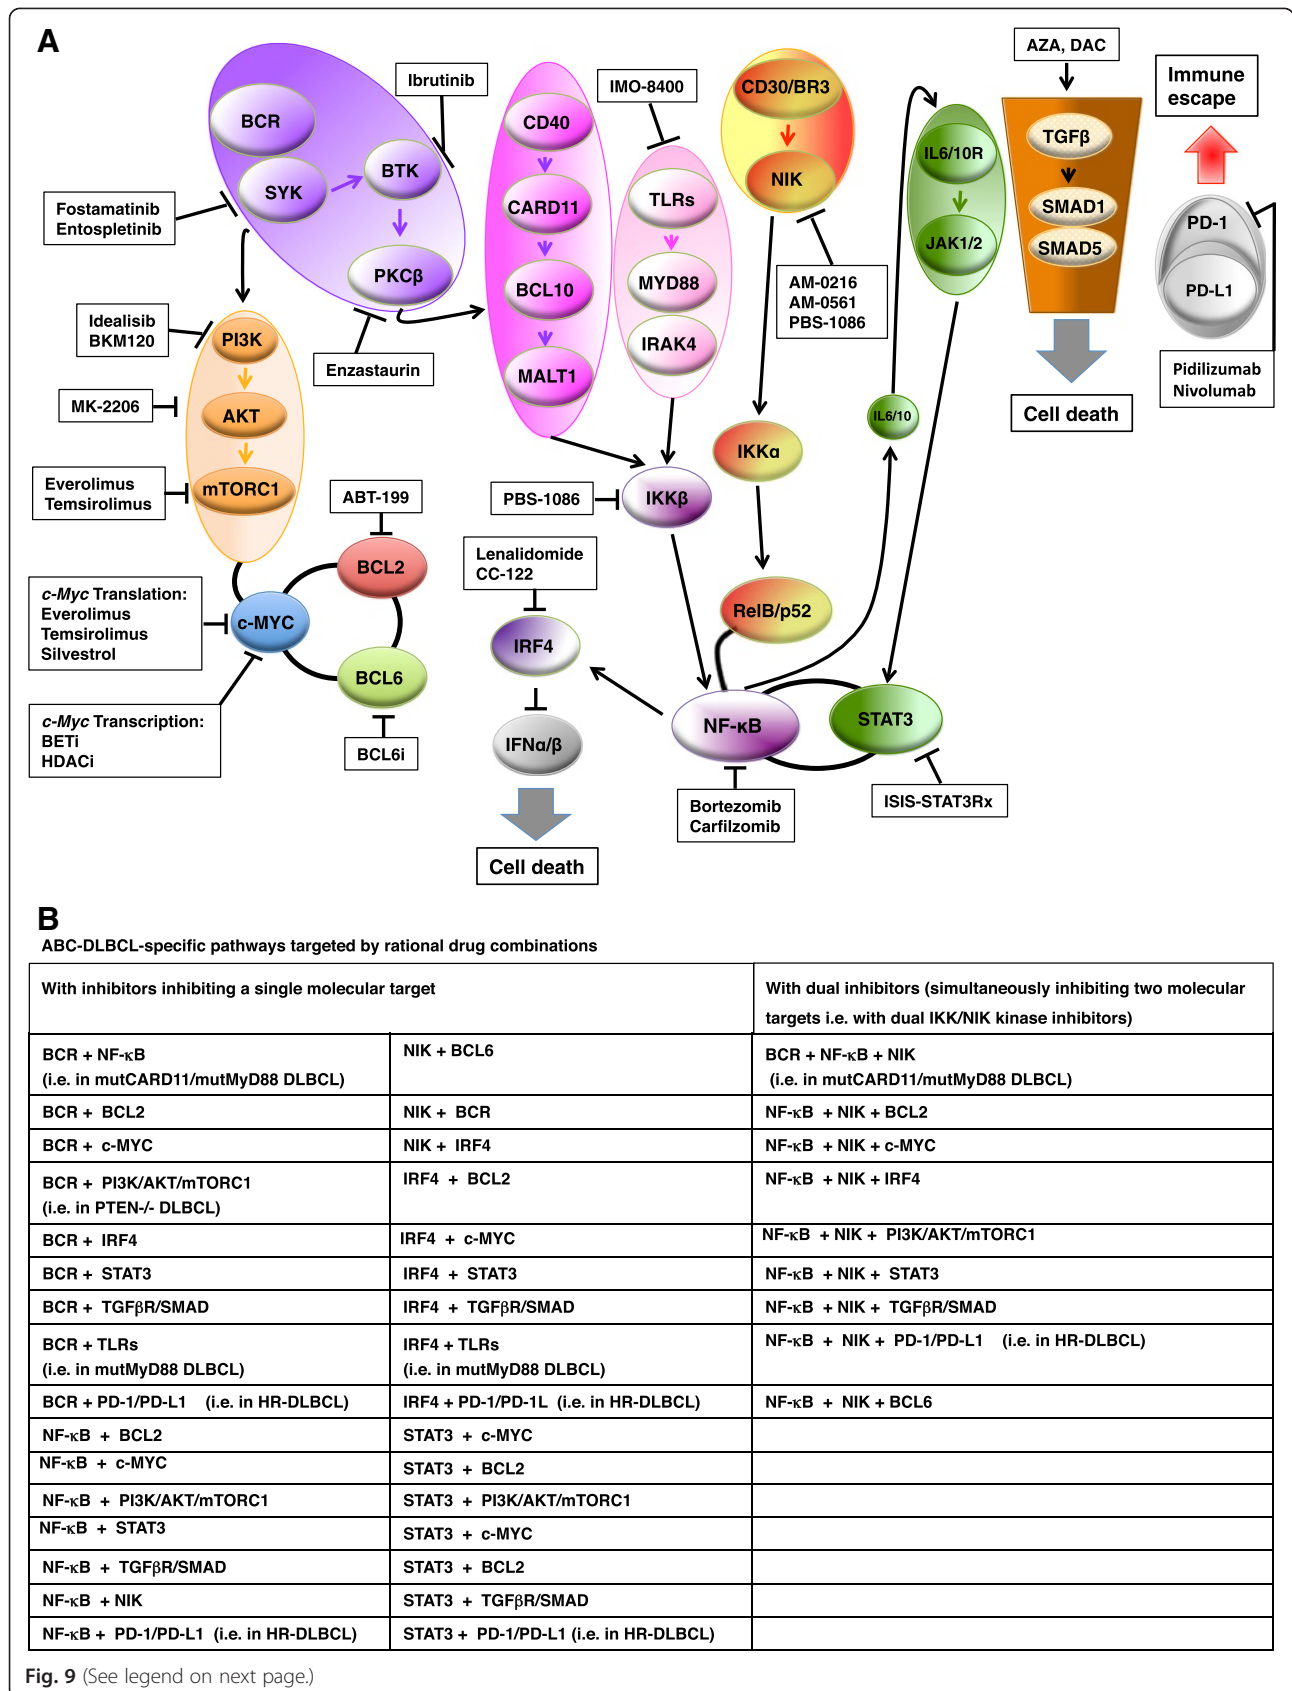 A
BCR
SYK
BTK
PKCβ
Ibrutinib
Fostamatinib
Entospletinib
Idealisib
BKM120
PI3K
AKT
mTORC1
MK-2206
Everolimus
Temsirolimus
Enzastaurin
CD40
CARD11
BCL10
MALT1
IMO-8400
TLRs
MYD88
IRAK4
CD30/BR3
NIK
AM-0216
AM-0561
PBS-1086
IL6/10R
JAK1/2
AZA, DAC
TGFβ
SMAD1
SMAD5
Cell death
Immune
escape
PD-1
PD-L1
Pidilizumab
Nivolumab
IL6/10
IKKα
PBS-1086
IKKβ
ABT-199
BCL2
c-Myc Translation:
Everolimus
Temsirolimus
Silvestrol
c-MYC
BCL6
BCL6i
c-Myc Transcription:
BETi
HDACi
Lenalidomide
CC-122
IRF4
IFNα/β
Cell death
RelB/p52
NF-κB
STAT3
Bortezomib
Carfilzomib
ISIS-STAT3Rx
B
ABC-DLBCL-specific pathways targeted by rational drug combinations
With inhibitors inhibiting a single molecular target
With dual inhibitors (simultaneously inhibiting two molecular
targets i.e. with dual IKK/NIK kinase inhibitors)
BCR + NF-κB
(i.e. in mutCARD11/mutMyD88 DLBCL)
NIK + BCL6
BCR + NF-κB + NIK
(i.e. in mutCARD11/mutMyD88 DLBCL)
BCR + BCL2
NIK + BCR
NF-κB + NIK + BCL2
BCR + c-MYC
NIK + IRF4
NF-κB + NIK + c-MYC
BCR + PI3K/AKT/mTORC1
(i.e. in PTEN-/- DLBCL)
IRF4 + BCL2
NF-κB + NIK + IRF4
BCR + IRF4
IRF4 + c-MYC
NF-κB + NIK + PI3K/AKT/mTORC1
BCR + STAT3
IRF4 + STAT3
NF-κB + NIK + STAT3
BCR + TGFβR/SMAD
IRF4 + TGFβR/SMAD
NF-κB + NIK + TGFβR/SMAD
BCR + TLRs
(i.e. in mutMyD88 DLBCL)
IRF4 + TLRs
(i.e. in mutMyD88 DLBCL)
NF-κB + NIK + PD-1/PD-L1 (i.e. in HR-DLBCL)
BCR + PD-1/PD-L1 (i.e. in HR-DLBCL)
IRF4 + PD-1/PD-1L (i.e. in HR-DLBCL)
NF-κB + NIK + BCL6
NF-κB + BCL2
STAT3 + c-MYC
NF-κB + c-MYC
STAT3 + BCL2
NF-κB + PI3K/AKT/mTORC1
STAT3 + PI3K/AKT/mTORC1
NF-κB + STAT3
STAT3 + c-MYC
NF-κB + TGFβR/SMAD
STAT3 + BCL2
NF-κB + NIK
STAT3 + TGFβR/SMAD
NF-κB + PD-1/PD-L1 (i.e. in HR-DLBCL)
STAT3 + PD-1/PD-L1 (i.e. in HR-DLBCL)
Fig. 9 (See legend on next page.)